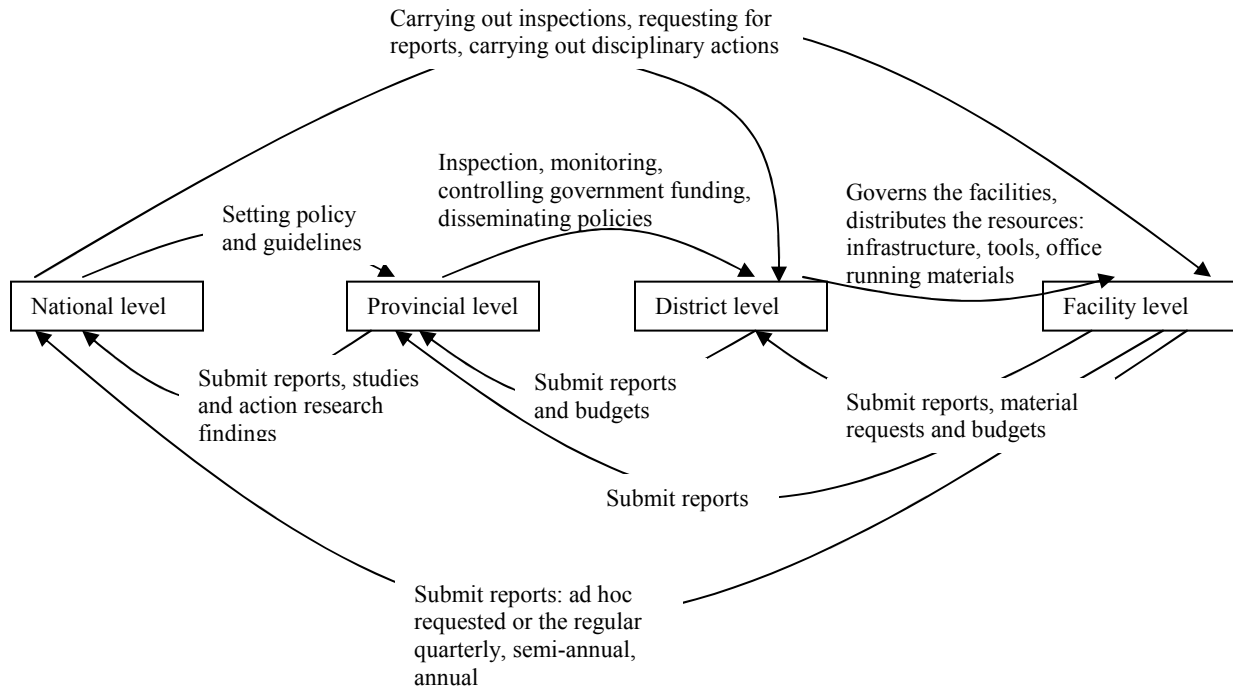 Carrying out inspections, requesting for
reports, carrying out disciplinary actions
Inspection, monitoring,
controlling government funding,
disseminating policies
Governs the facilities,
distributes the resources:
infrastructure, tools, office
running materials
Setting policy
and guidelines
National level
Provincial level
District level
Facility level
Submit reports, studies
and action research
findings
Submit reports
and budgets
Submit reports, material
requests and budgets
Submit reports
Submit reports: ad hoc
requested or the regular
quarterly, semi-annual,
annual